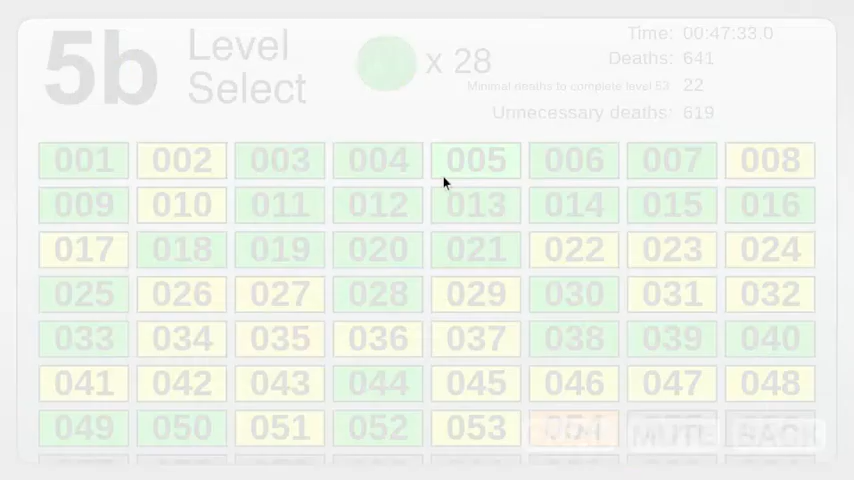 5b Level Select
x 28
Time: 00:47:33.0
Deaths: 641
Minimal deaths to complete level 53: 22
Unnecessary deaths: 619
001 002 003 004 005 006 007 008
009 010 011 012 013 014 015 016
017 018 019 020 021 022 023 024
025 026 027 028 029 030 031 032
033 034 035 036 037 038 039 040
041 042 043 044 045 046 047 048
049 050 051 052 053 054
MUTE BACK